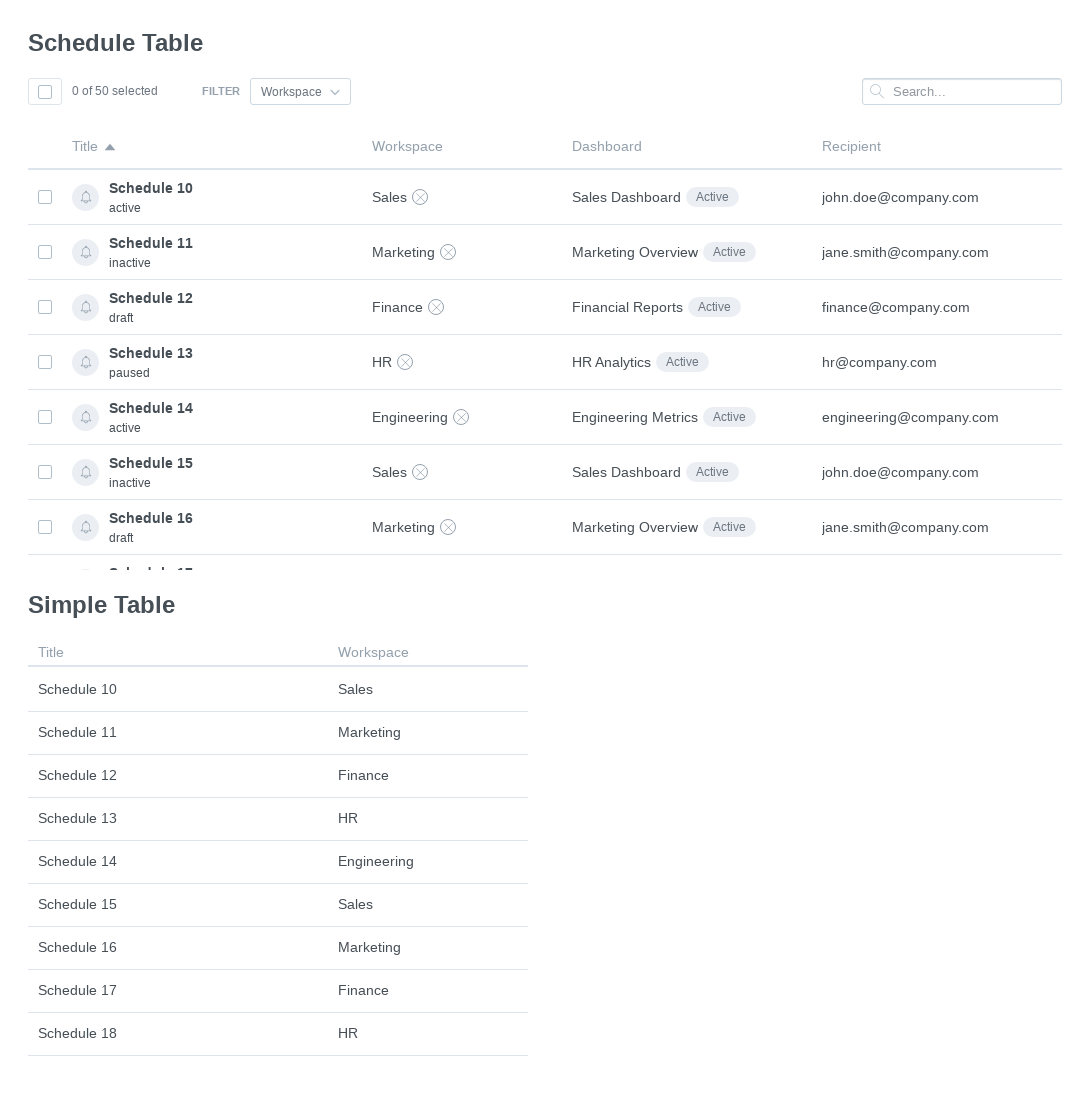 Schedule Table
0 of 50 selected FILTER Workspace Search...
Title Workspace Dashboard Recipient
Schedule 10
active
Sales Sales Dashboard Active john.doe@company.com
Schedule 11
inactive
Marketing Marketing Overview Active jane.smith@company.com
Schedule 12
draft
Finance Financial Reports Active finance@company.com
Schedule 13
paused
HR HR Analytics Active hr@company.com
Schedule 14
active
Engineering Engineering Metrics Active engineering@company.com
Schedule 15
inactive
Sales Sales Dashboard Active john.doe@company.com
Schedule 16
draft
Marketing Marketing Overview Active jane.smith@company.com
Simple Table
Title Workspace
Schedule 10 Sales
Schedule 11 Marketing
Schedule 12 Finance
Schedule 13 HR
Schedule 14 Engineering
Schedule 15 Sales
Schedule 16 Marketing
Schedule 17 Finance
Schedule 18 HR